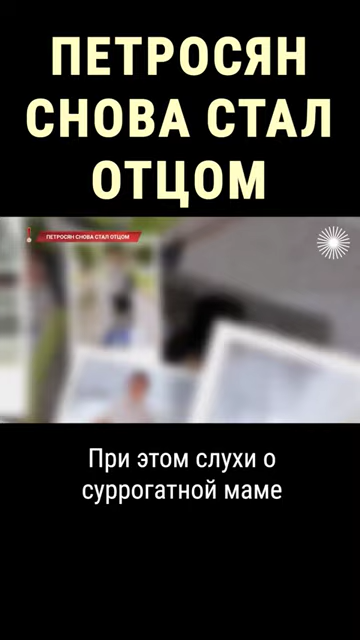 ПЕТРОСЯН
СНОВА СТАЛ
ОТЦОМ
ПЕТРОСЯН СНОВА СТАЛ ОТЦОМ
При этом слухи о
суррогатной маме